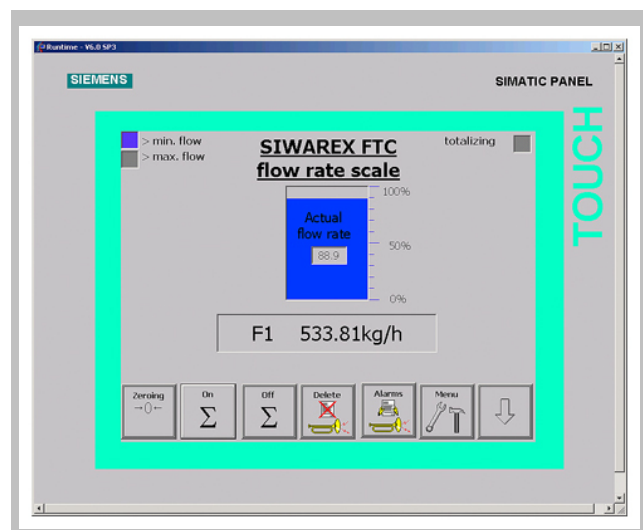 Runtime - V6.0 SP3
SIEMENS
SIMATIC PANEL
TOUCH
> min. flow
> max. flow
SIWAREX FTC
flow rate scale
totalizing
100%
Actual
flow rate
88.9
50%
0%
F1 533.81kg/h
Zeroing
→0←
On
Σ
Off
Σ
Delete
Alarms
Menu